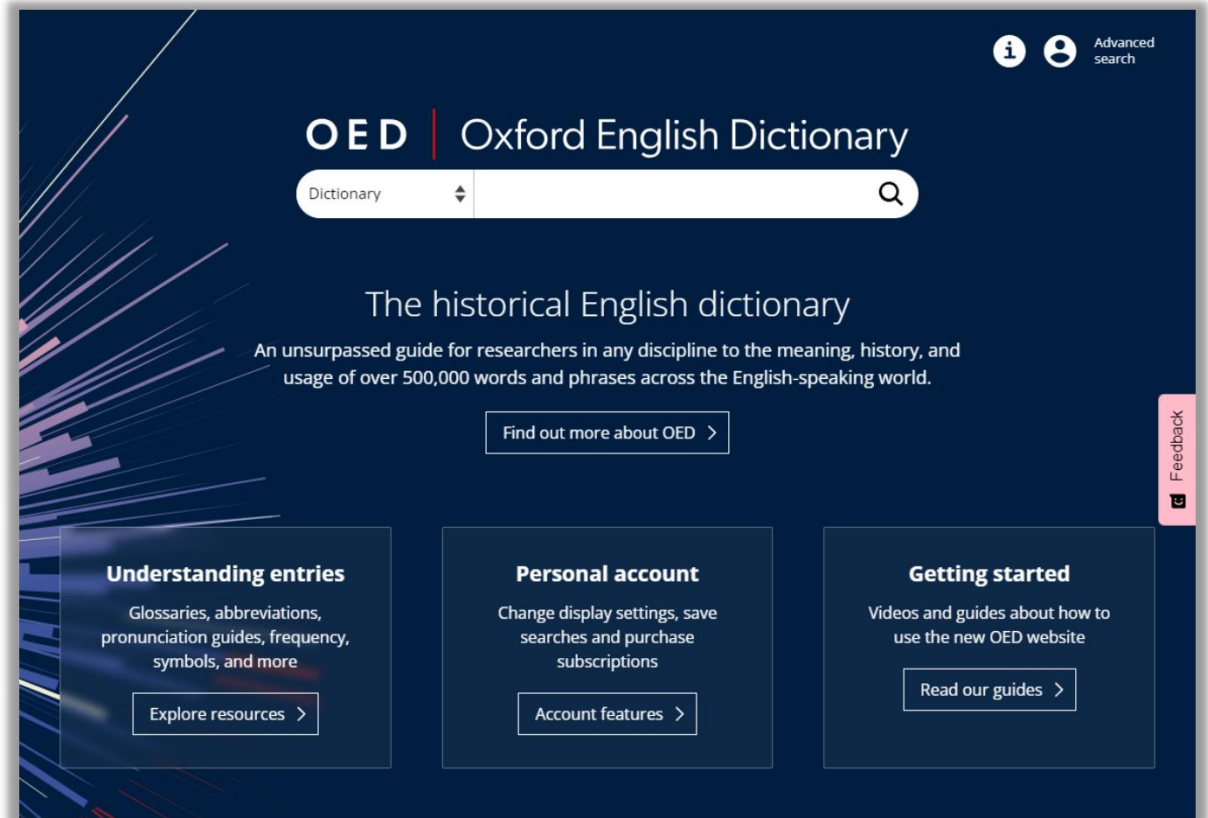 Advanced
search
OED | Oxford English Dictionary
Dictionary
The historical English dictionary
An unsurpassed guide for researchers in any discipline to the meaning, history, and
usage of over 500,000 words and phrases across the English-speaking world.
Find out more about OED >
Feedback
Understanding entries
Glossaries, abbreviations,
pronunciation guides, frequency,
symbols, and more
Explore resources >
Personal account
Change display settings, save
searches and purchase
subscriptions
Account features >
Getting started
Videos and guides about how to
use the new OED website
Read our guides >